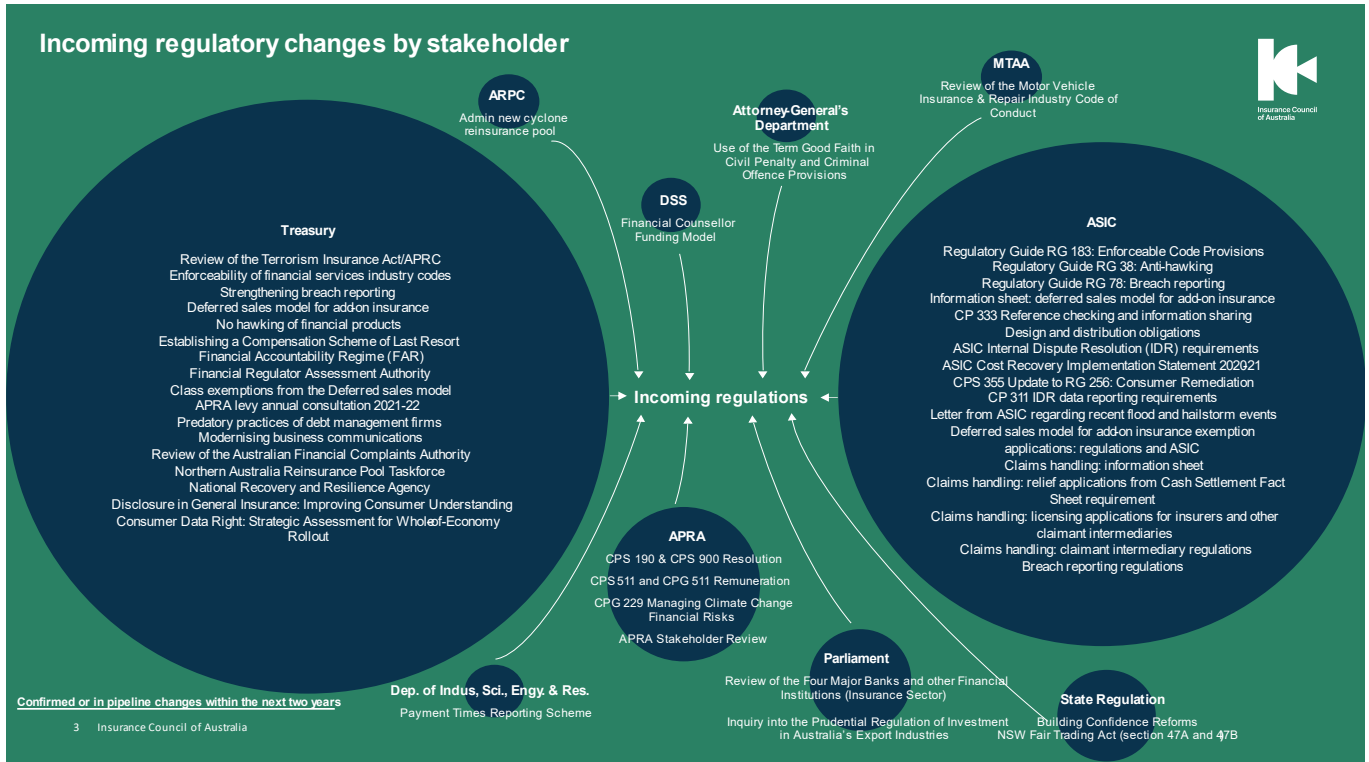 Incoming regulatory changes by stakeholder
Insurance Council
of Australia
ARPC
Admin new cyclone
reinsurance pool
Attorney-General's
Department
Use of the Term Good Faith in
Civil Penalty and Criminal
Offence Provisions
MTAA
Review of the Motor Vehicle
Insurance & Repair Industry Code of
Conduct
DSS
Financial Counsellor
Funding Model
Treasury
Review of the Terrorism Insurance Act/APRC
Enforceability of financial services industry codes
Strengthening breach reporting
Deferred sales model for add-on insurance
No hawking of financial products
Establishing a Compensation Scheme of Last Resort
Financial Accountability Regime (FAR)
Financial Regulator Assessment Authority
Class exemptions from the Deferred sales model
APRA levy annual consultation 2021-22
Predatory practices of debt management firms
Modernising business communications
Review of the Australian Financial Complaints Authority
Northern Australia Reinsurance Pool Taskforce
National Recovery and Resilience Agency
Disclosure in General Insurance: Improving Consumer Understanding
Consumer Data Right: Strategic Assessment for Whole-of-Economy
Rollout
Incoming regulations
ASIC
Regulatory Guide RG 183: Enforceable Code Provisions
Regulatory Guide RG 38: Anti-hawking
Regulatory Guide RG 78: Breach reporting
Information sheet: deferred sales model for add-on insurance
CP 333 Reference checking and information sharing
Design and distribution obligations
ASIC Internal Dispute Resolution (IDR) requirements
ASIC Cost Recovery Implementation Statement 2020-21
CPS 355 Update to RG 256: Consumer Remediation
CP 311 IDR data reporting requirements
Letter from ASIC regarding recent flood and hailstorm events
Deferred sales model for add-on insurance exemption
applications: regulations and ASIC
Claims handling: information sheet
Claims handling: relief applications from Cash Settlement Fact
Sheet requirement
Claims handling: licensing applications for insurers and other
claimant intermediaries
Claims handling: claimant intermediary regulations
Breach reporting regulations
APRA
CPS 190 & CPS 900 Resolution
CPS 511 and CPG 511 Remuneration
CPG 229 Managing Climate Change
Financial Risks
APRA Stakeholder Review
Dep. of Indus, Sci., Engy. & Res.
Payment Times Reporting Scheme
Parliament
Review of the Four Major Banks and other Financial
Institutions (Insurance Sector)
Inquiry into the Prudential Regulation of Investment
in Australia's Export Industries
State Regulation
Building Confidence Reforms
NSW Fair Trading Act (section 47A and 47B)
Confirmed or in pipeline changes within the next two years
3 Insurance Council of Australia